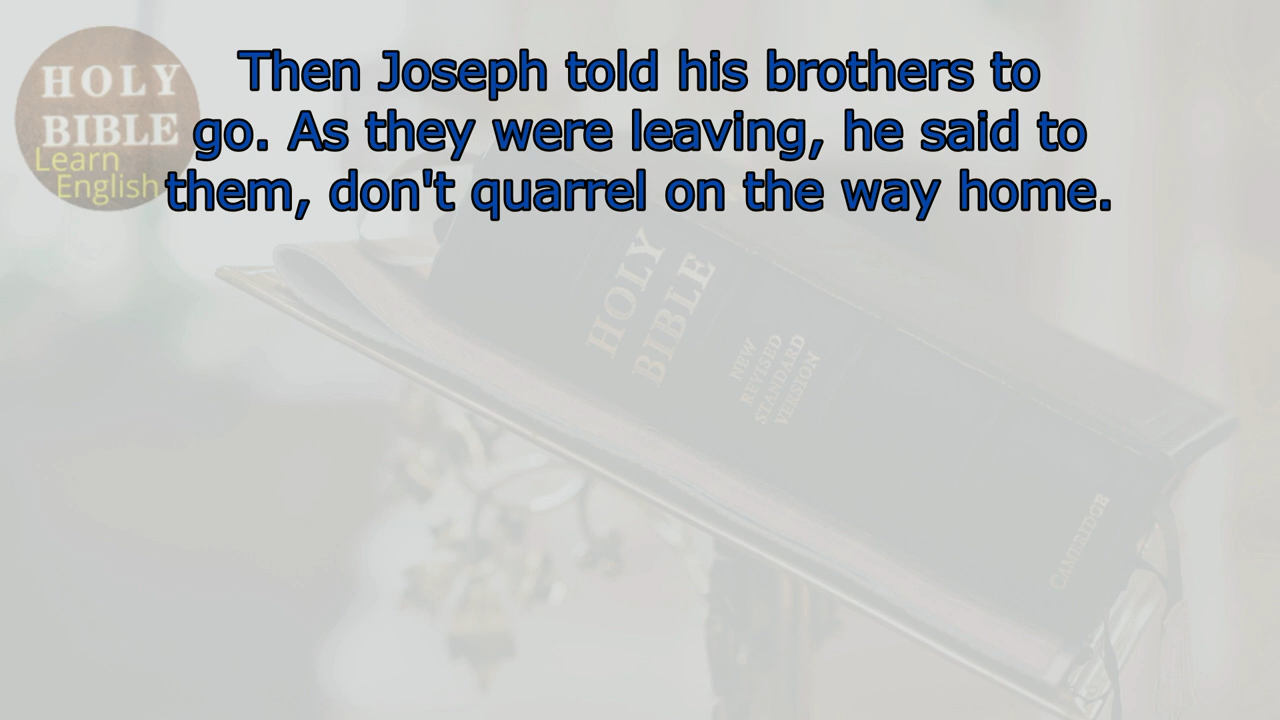 HOLY
BIBLE
Learn
English
Then Joseph told his brothers to
go. As they were leaving, he said to
them, don't quarrel on the way home.
HOLY
BIBLE
NEW
REVISED
STANDARD
VERSION
CAMBRIDGE